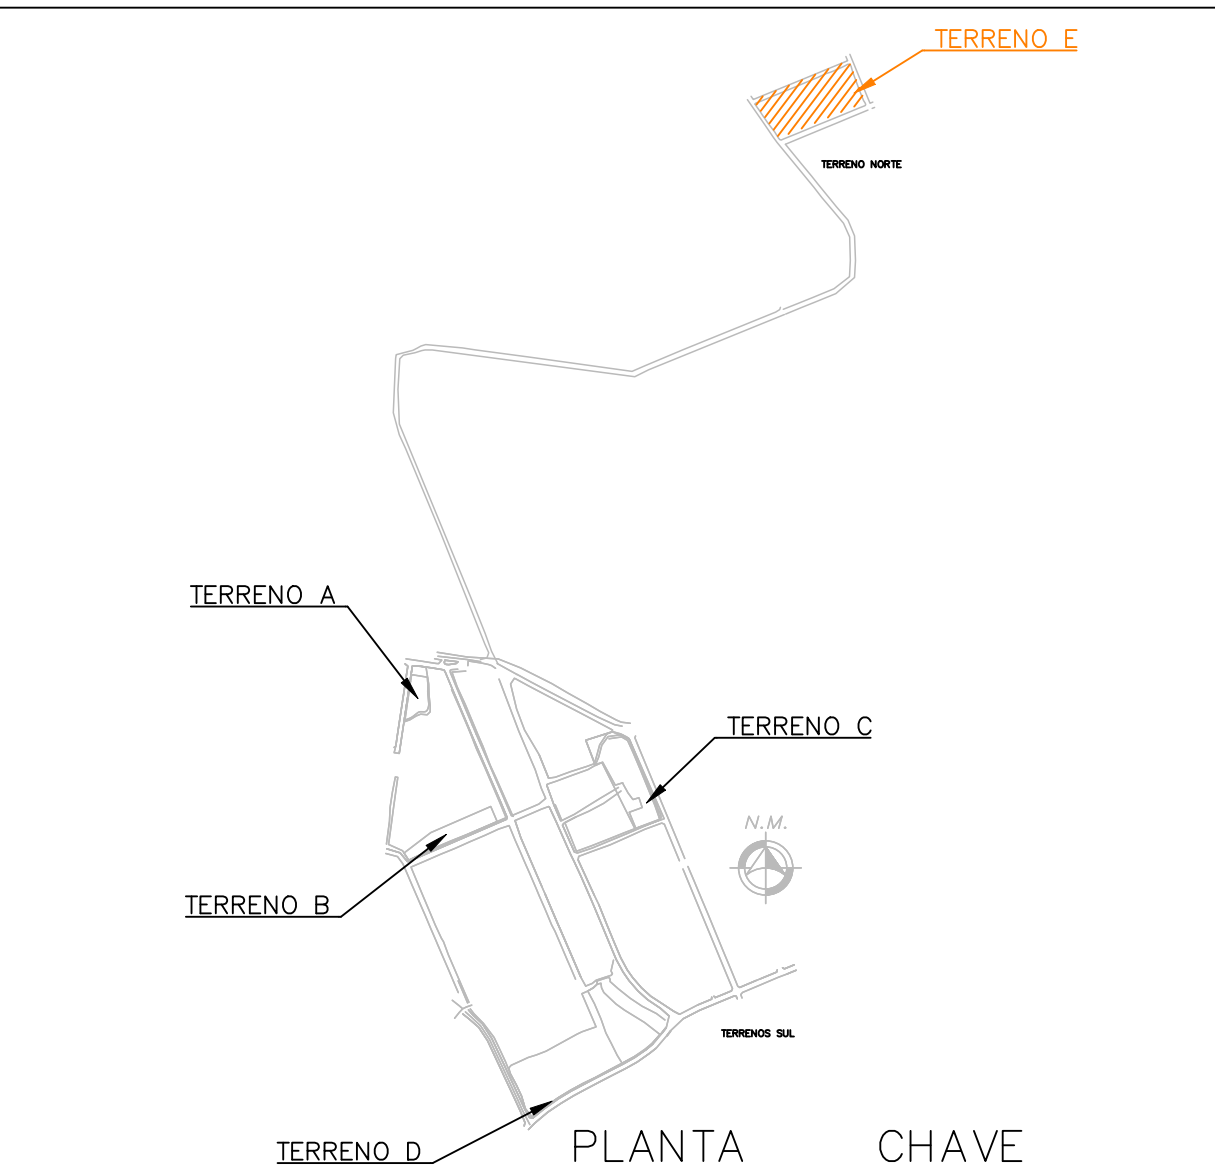 TERRENO E
TERRENO NORTE
TERRENO A
TERRENO C
N.M.
TERRENO B
TERRENOS SUL
TERRENO D
PLANTA CHAVE